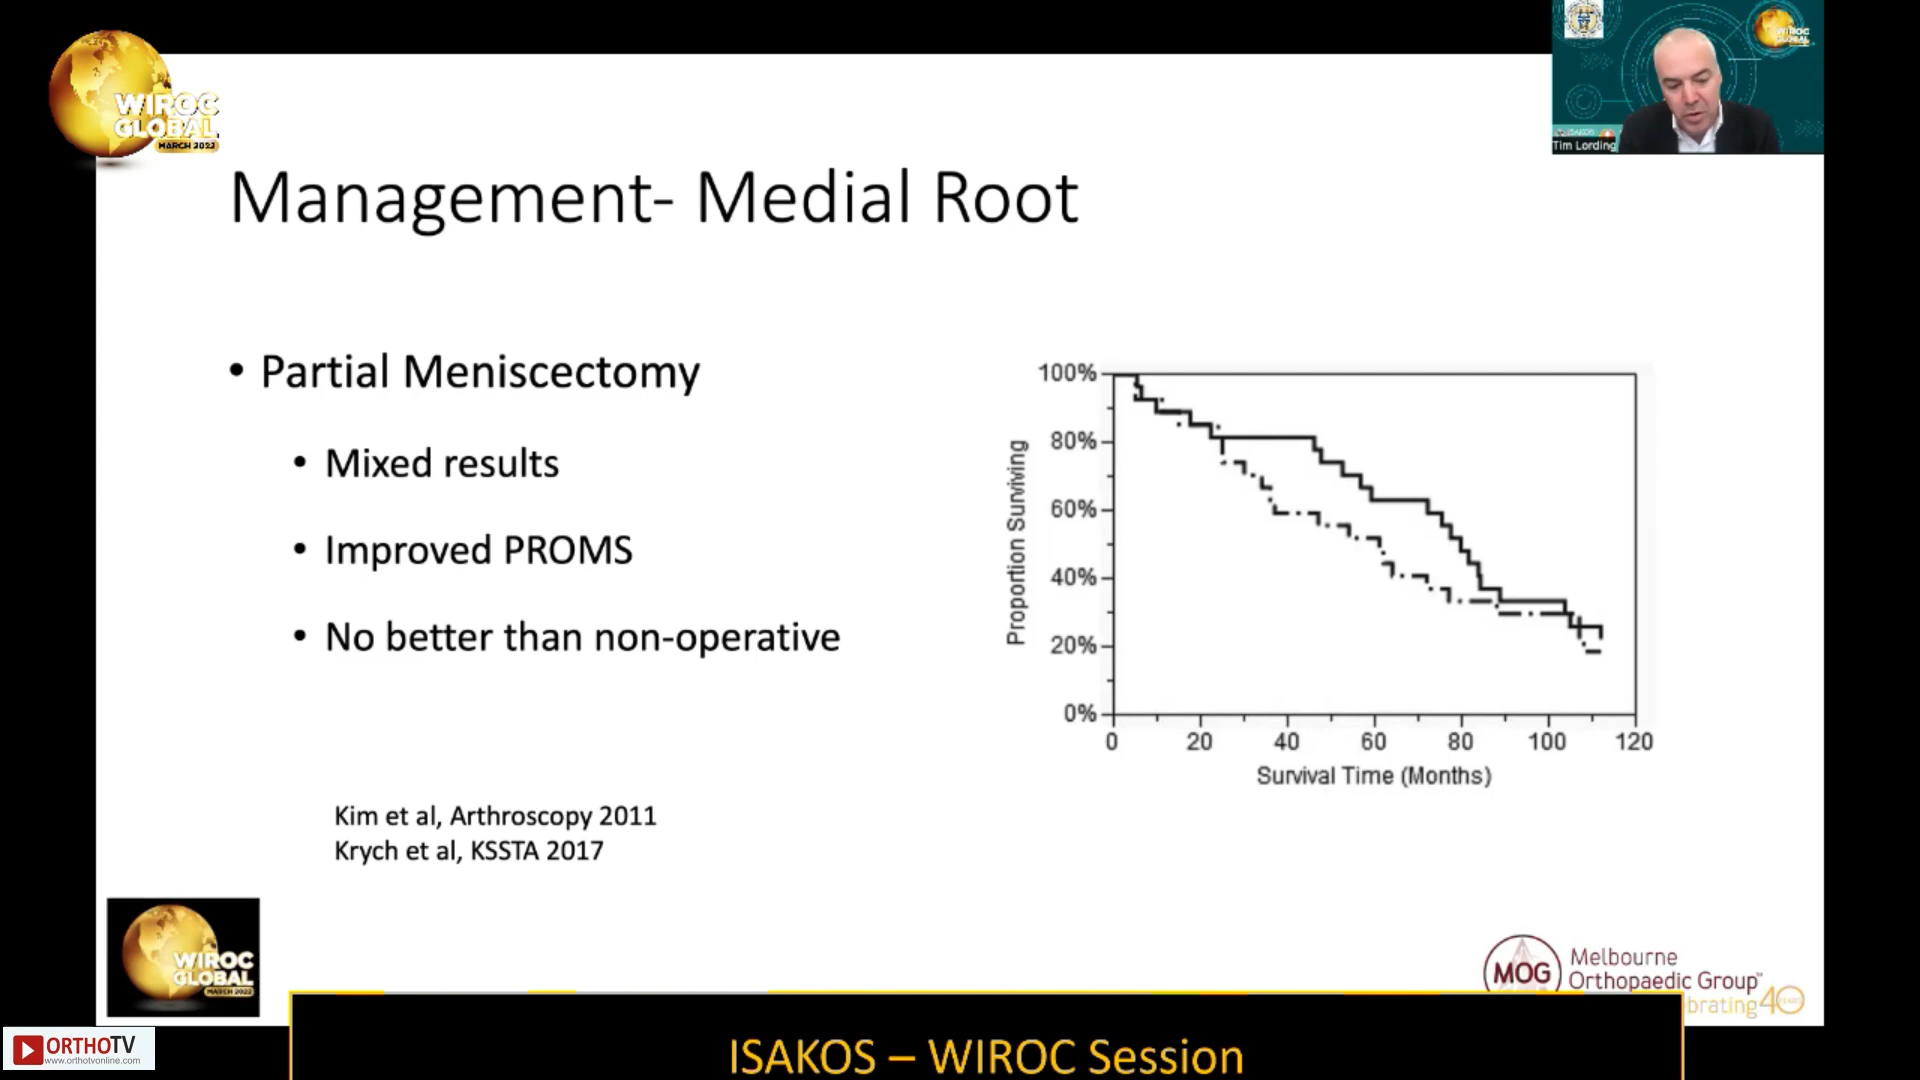 WIROC
GLOBAL
MARCH 2022
WIROC
ISAKOS
Tim Lording
Management- Medial Root
• Partial Meniscectomy
• Mixed results
• Improved PROMS
• No better than non-operative
Kim et al, Arthroscopy 2011
Krych et al, KSSTA 2017
100%
80%
60%
40%
20%
0%
Proportion Surviving
0 20 40 60 80 100 120
Survival Time (Months)
WIROC
GLOBAL
MARCH 2022
MOG
Melbourne
Orthopaedic Group
brating 40
ORTHOTV
www.orthotvonline.com
ISAKOS – WIROC Session